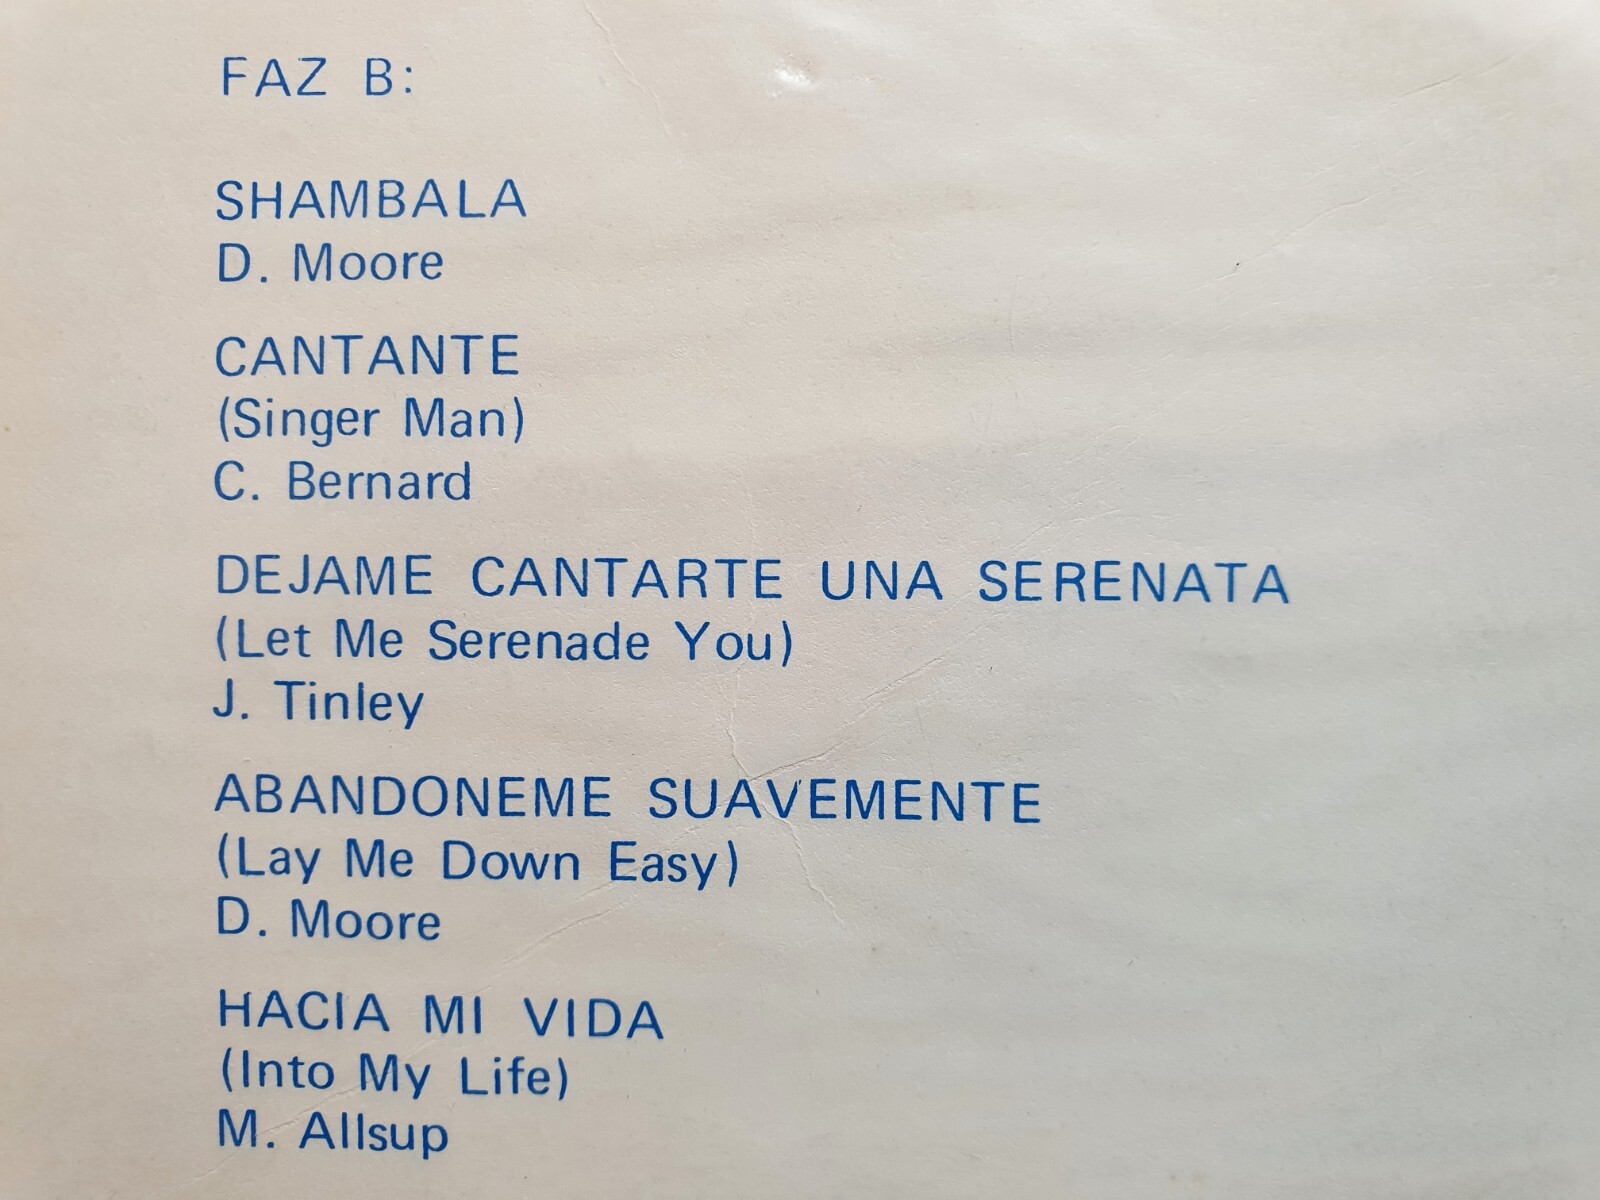 FAZ B:
SHAMBALA
D. Moore
CANTANTE
(Singer Man)
C. Bernard
DEJAME CANTARTE UNA SERENATA
(Let Me Serenade You)
J. Tinley
ABANDONEME SUAVEMENTE
(Lay Me Down Easy)
D. Moore
HACIA MI VIDA
(Into My Life)
M. Allsup